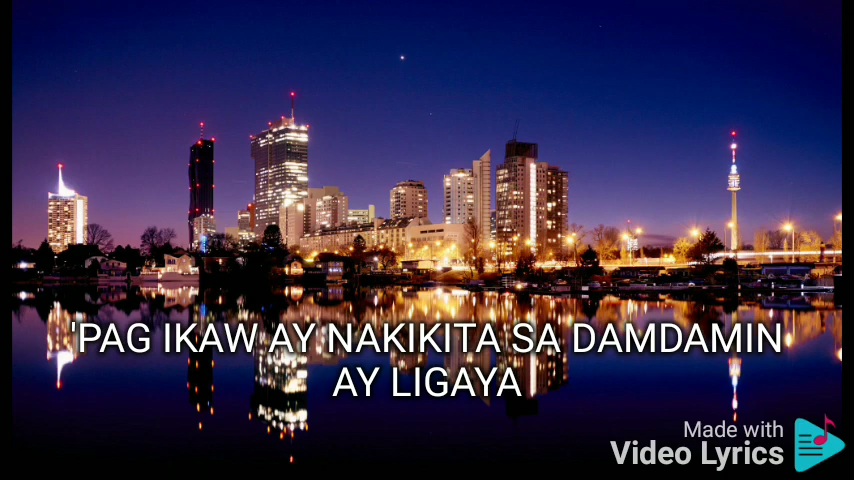 'PAG IKAW AY NAKIKITA SA DAMDAMIN
AY LIGAYA
Made with
Video Lyrics